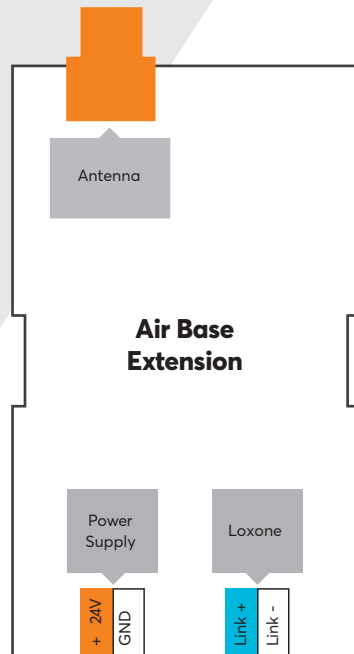 Antenna
Air Base
Extension
Power
Supply
Loxone
+ 24V
GND
Link +
Link -